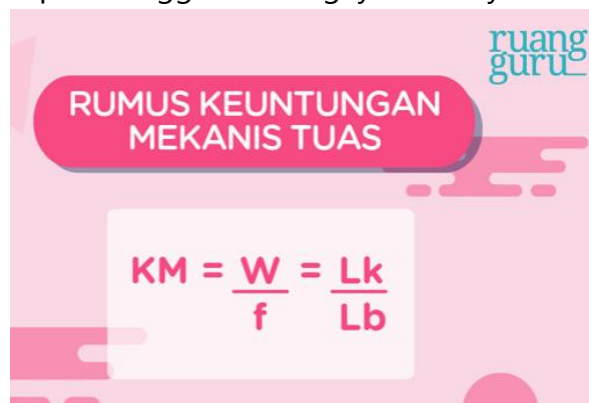 ruang
guru
RUMUS KEUNTUNGAN
MEKANIS TUAS
KM = W = Lk
f Lb